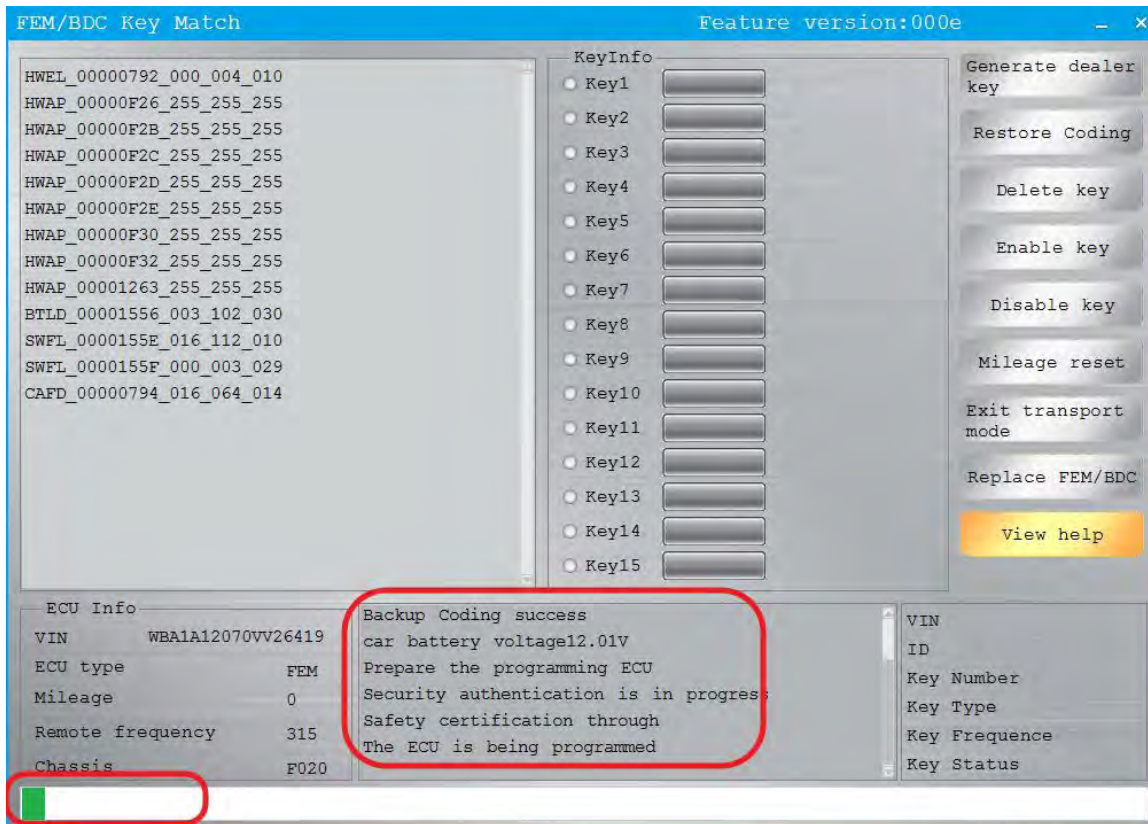 FEM/BDC Key Match
Feature version:000e
HWEL_00000792_000_004_010
HWAP_00000F26_255_255_255
HWAP_00000F2B_255_255_255
HWAP_00000F2C_255_255_255
HWAP_00000F2D_255_255_255
HWAP_00000F2E_255_255_255
HWAP_00000F30_255_255_255
HWAP_00000F32_255_255_255
HWAP_00001263_255_255_255
BTLD_00001556_003_102_030
SWFL_0000155E_016_112_010
SWFL_0000155F_000_003_029
CAFD_00000794_016_064_014
KeyInfo
Key1
Key2
Key3
Key4
Key5
Key6
Key7
Key8
Key9
Key10
Key11
Key12
Key13
Key14
Key15
Generate dealer
key
Restore Coding
Delete key
Enable key
Disable key
Mileage reset
Exit transport
mode
Replace FEM/BDC
View help
ECU Info
VIN WBA1A12070VV26419
ECU type FEM
Mileage 0
Remote frequency 315
Chassis F020
Backup Coding success
car battery voltage12.01V
Prepare the programming ECU
Security authentication is in progress
Safety certification through
The ECU is being programmed
VIN
ID
Key Number
Key Type
Key Frequence
Key Status